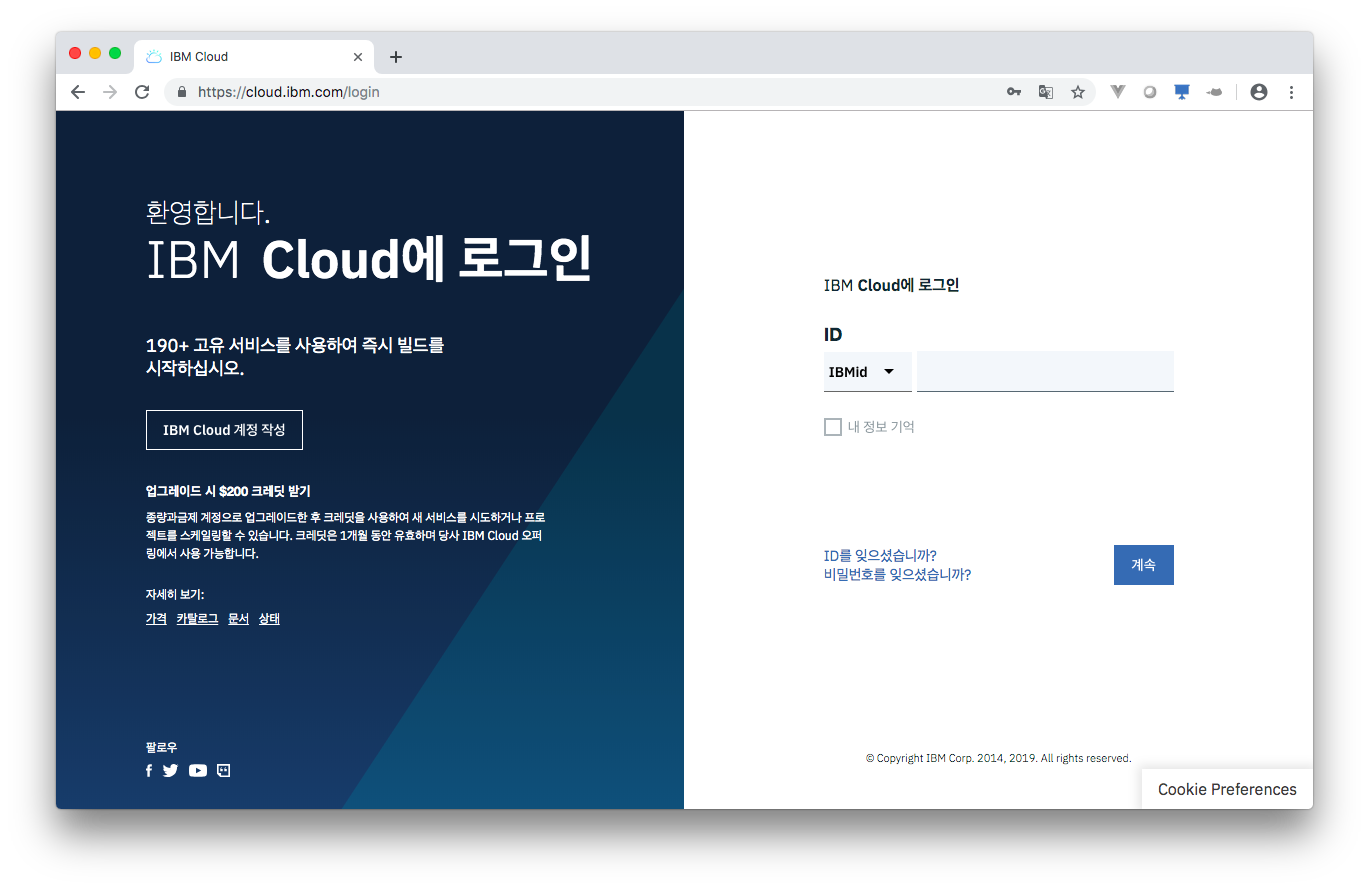 IBM Cloud
https://cloud.ibm.com/login
환영합니다.
IBM Cloud에 로그인
190+ 고유 서비스를 사용하여 즉시 빌드를
시작하십시오.
IBM Cloud 계정 작성
업그레이드 시 $200 크레딧 받기
종량과금제 계정으로 업그레이드한 후 크레딧을 사용하여 새 서비스를 시도하거나 프로
젝트를 스케일링할 수 있습니다. 크레딧은 1개월 동안 유효하며 당사 IBM Cloud 오퍼
링에서 사용 가능합니다.
자세히 보기:
가격 카탈로그 문서 상태
팔로우
IBM Cloud에 로그인
ID
IBMid
내 정보 기억
ID를 잊으셨습니까?
비밀번호를 잊으셨습니까?
계속
© Copyright IBM Corp. 2014, 2019. All rights reserved.
Cookie Preferences